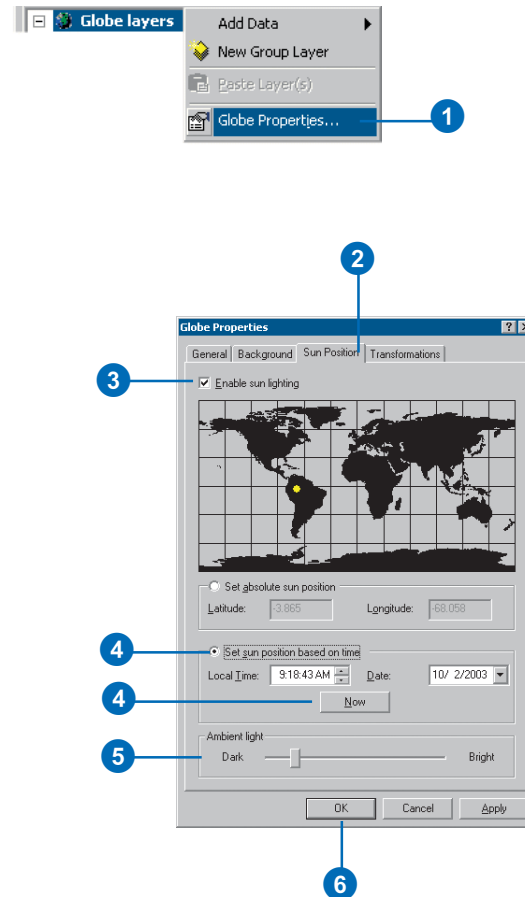 Globe layers
Add Data
New Group Layer
Paste Layer(s)
Globe Properties...
1
2
Globe Properties
General Background Sun Position Transformations
3
Enable sun lighting
Set absolute sun position
Latitude: -3.865 Longitude: -68.058
4
Set sun position based on time
Local Time: 9:18:43 AM Date: 10/ 2/2003
4
Now
Ambient light
5
Dark Bright
OK Cancel Apply
6